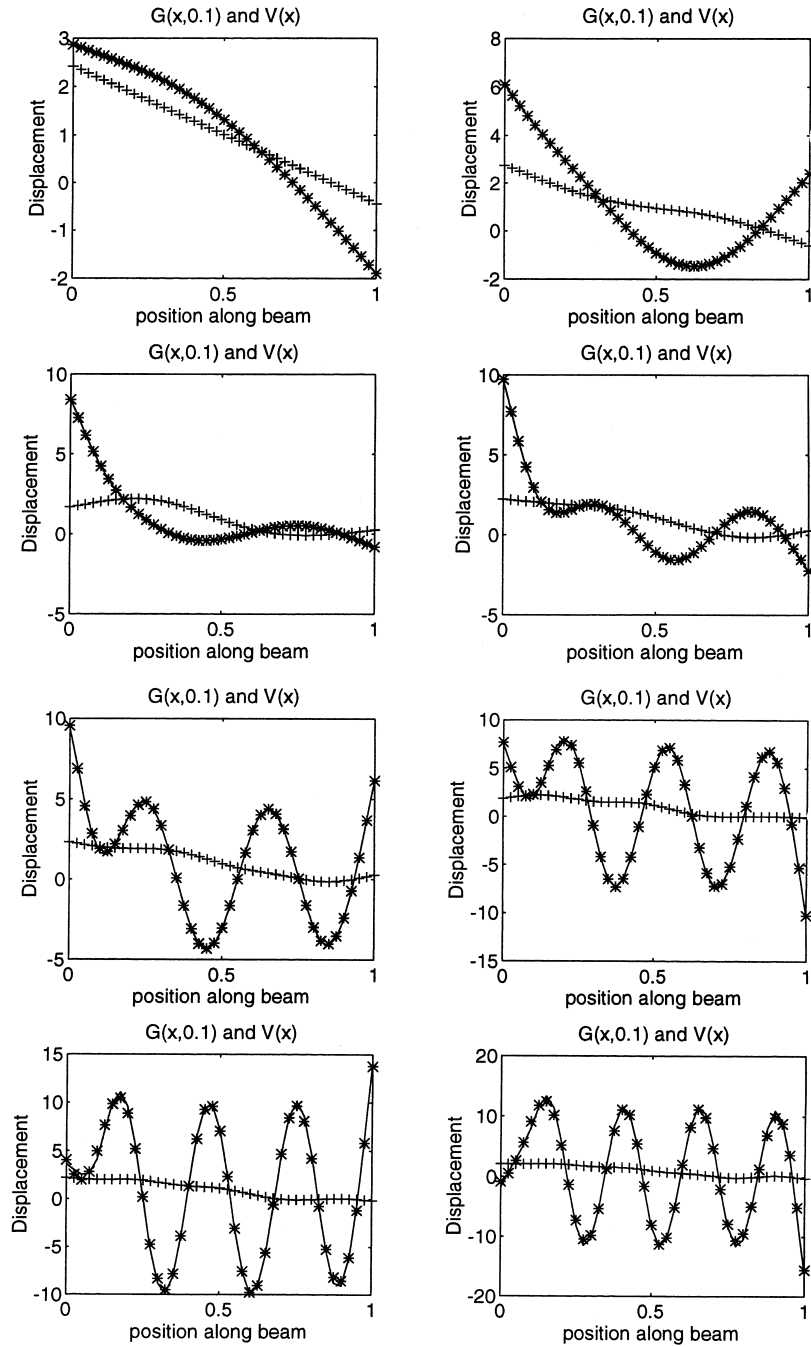 G(x,0.1) and V(x)
3
2
1
0
-1
-2
Displacement
0
0.5
1
position along beam
G(x,0.1) and V(x)
8
6
4
2
0
-2
Displacement
0
0.5
1
position along beam
G(x,0.1) and V(x)
10
5
0
-5
Displacement
0
0.5
1
position along beam
G(x,0.1) and V(x)
10
5
0
-5
Displacement
0
0.5
1
position along beam
G(x,0.1) and V(x)
10
5
0
-5
Displacement
0
0.5
1
position along beam
G(x,0.1) and V(x)
10
5
0
-5
-10
-15
Displacement
0
0.5
1
position along beam
G(x,0.1) and V(x)
15
10
5
0
-5
-10
Displacement
0
0.5
1
position along beam
G(x,0.1) and V(x)
20
10
0
-10
-20
Displacement
0
0.5
1
position along beam